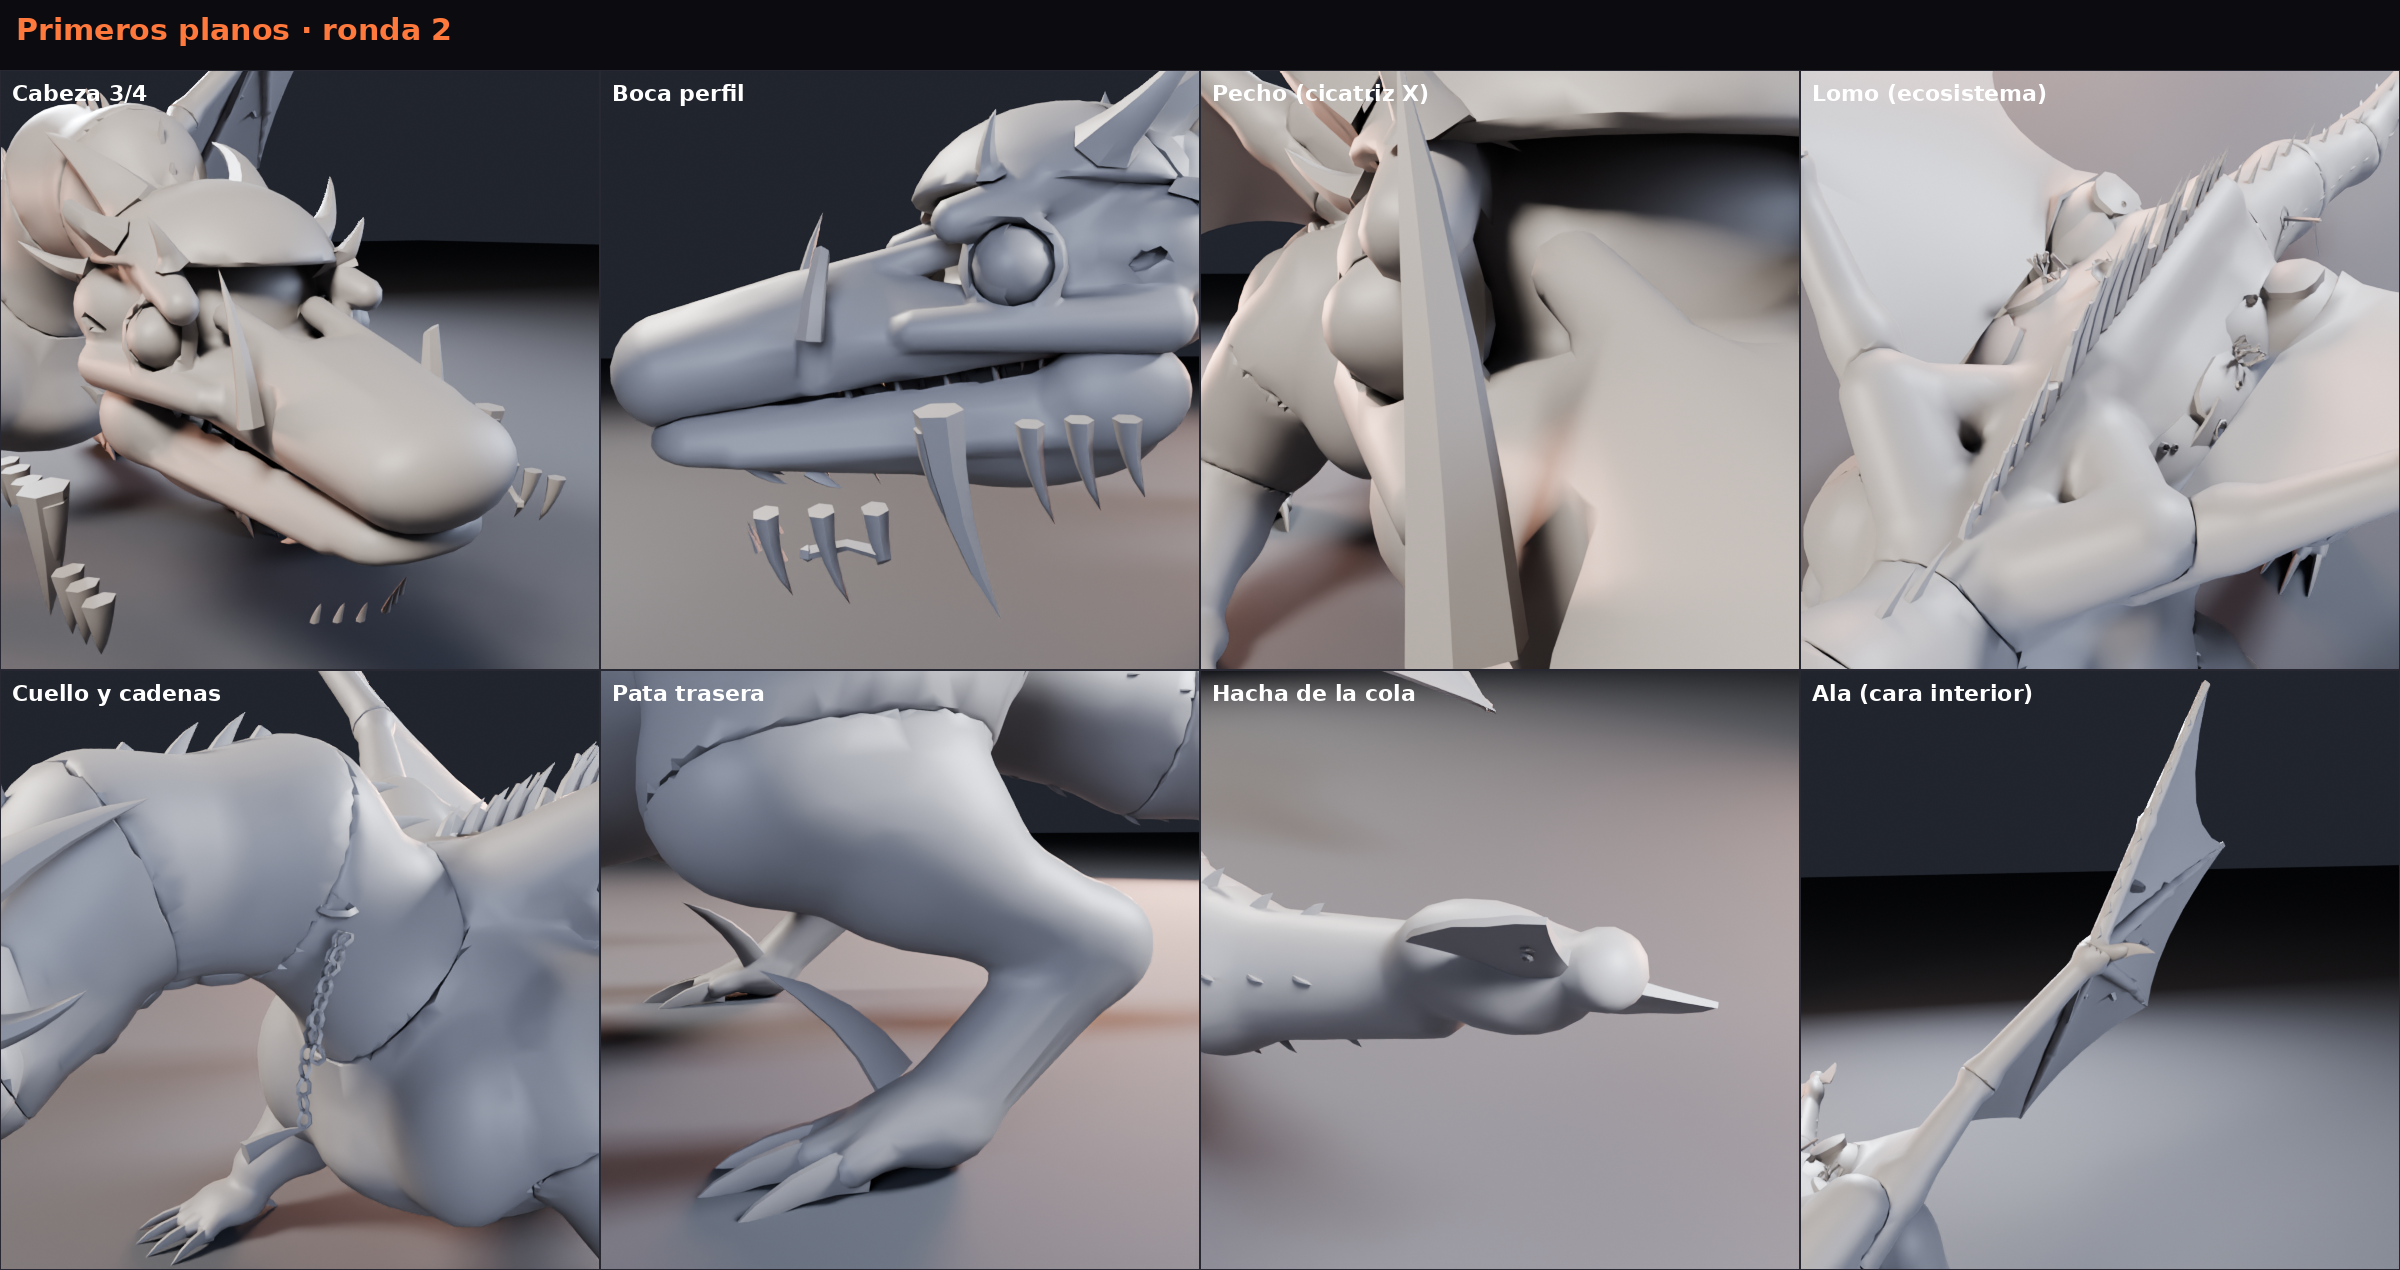 Primeros planos · ronda 2
Cabeza 3/4
Boca perfil
Pecho (cicatriz X)
Lomo (ecosistema)
Cuello y cadenas
Pata trasera
Hacha de la cola
Ala (cara interior)